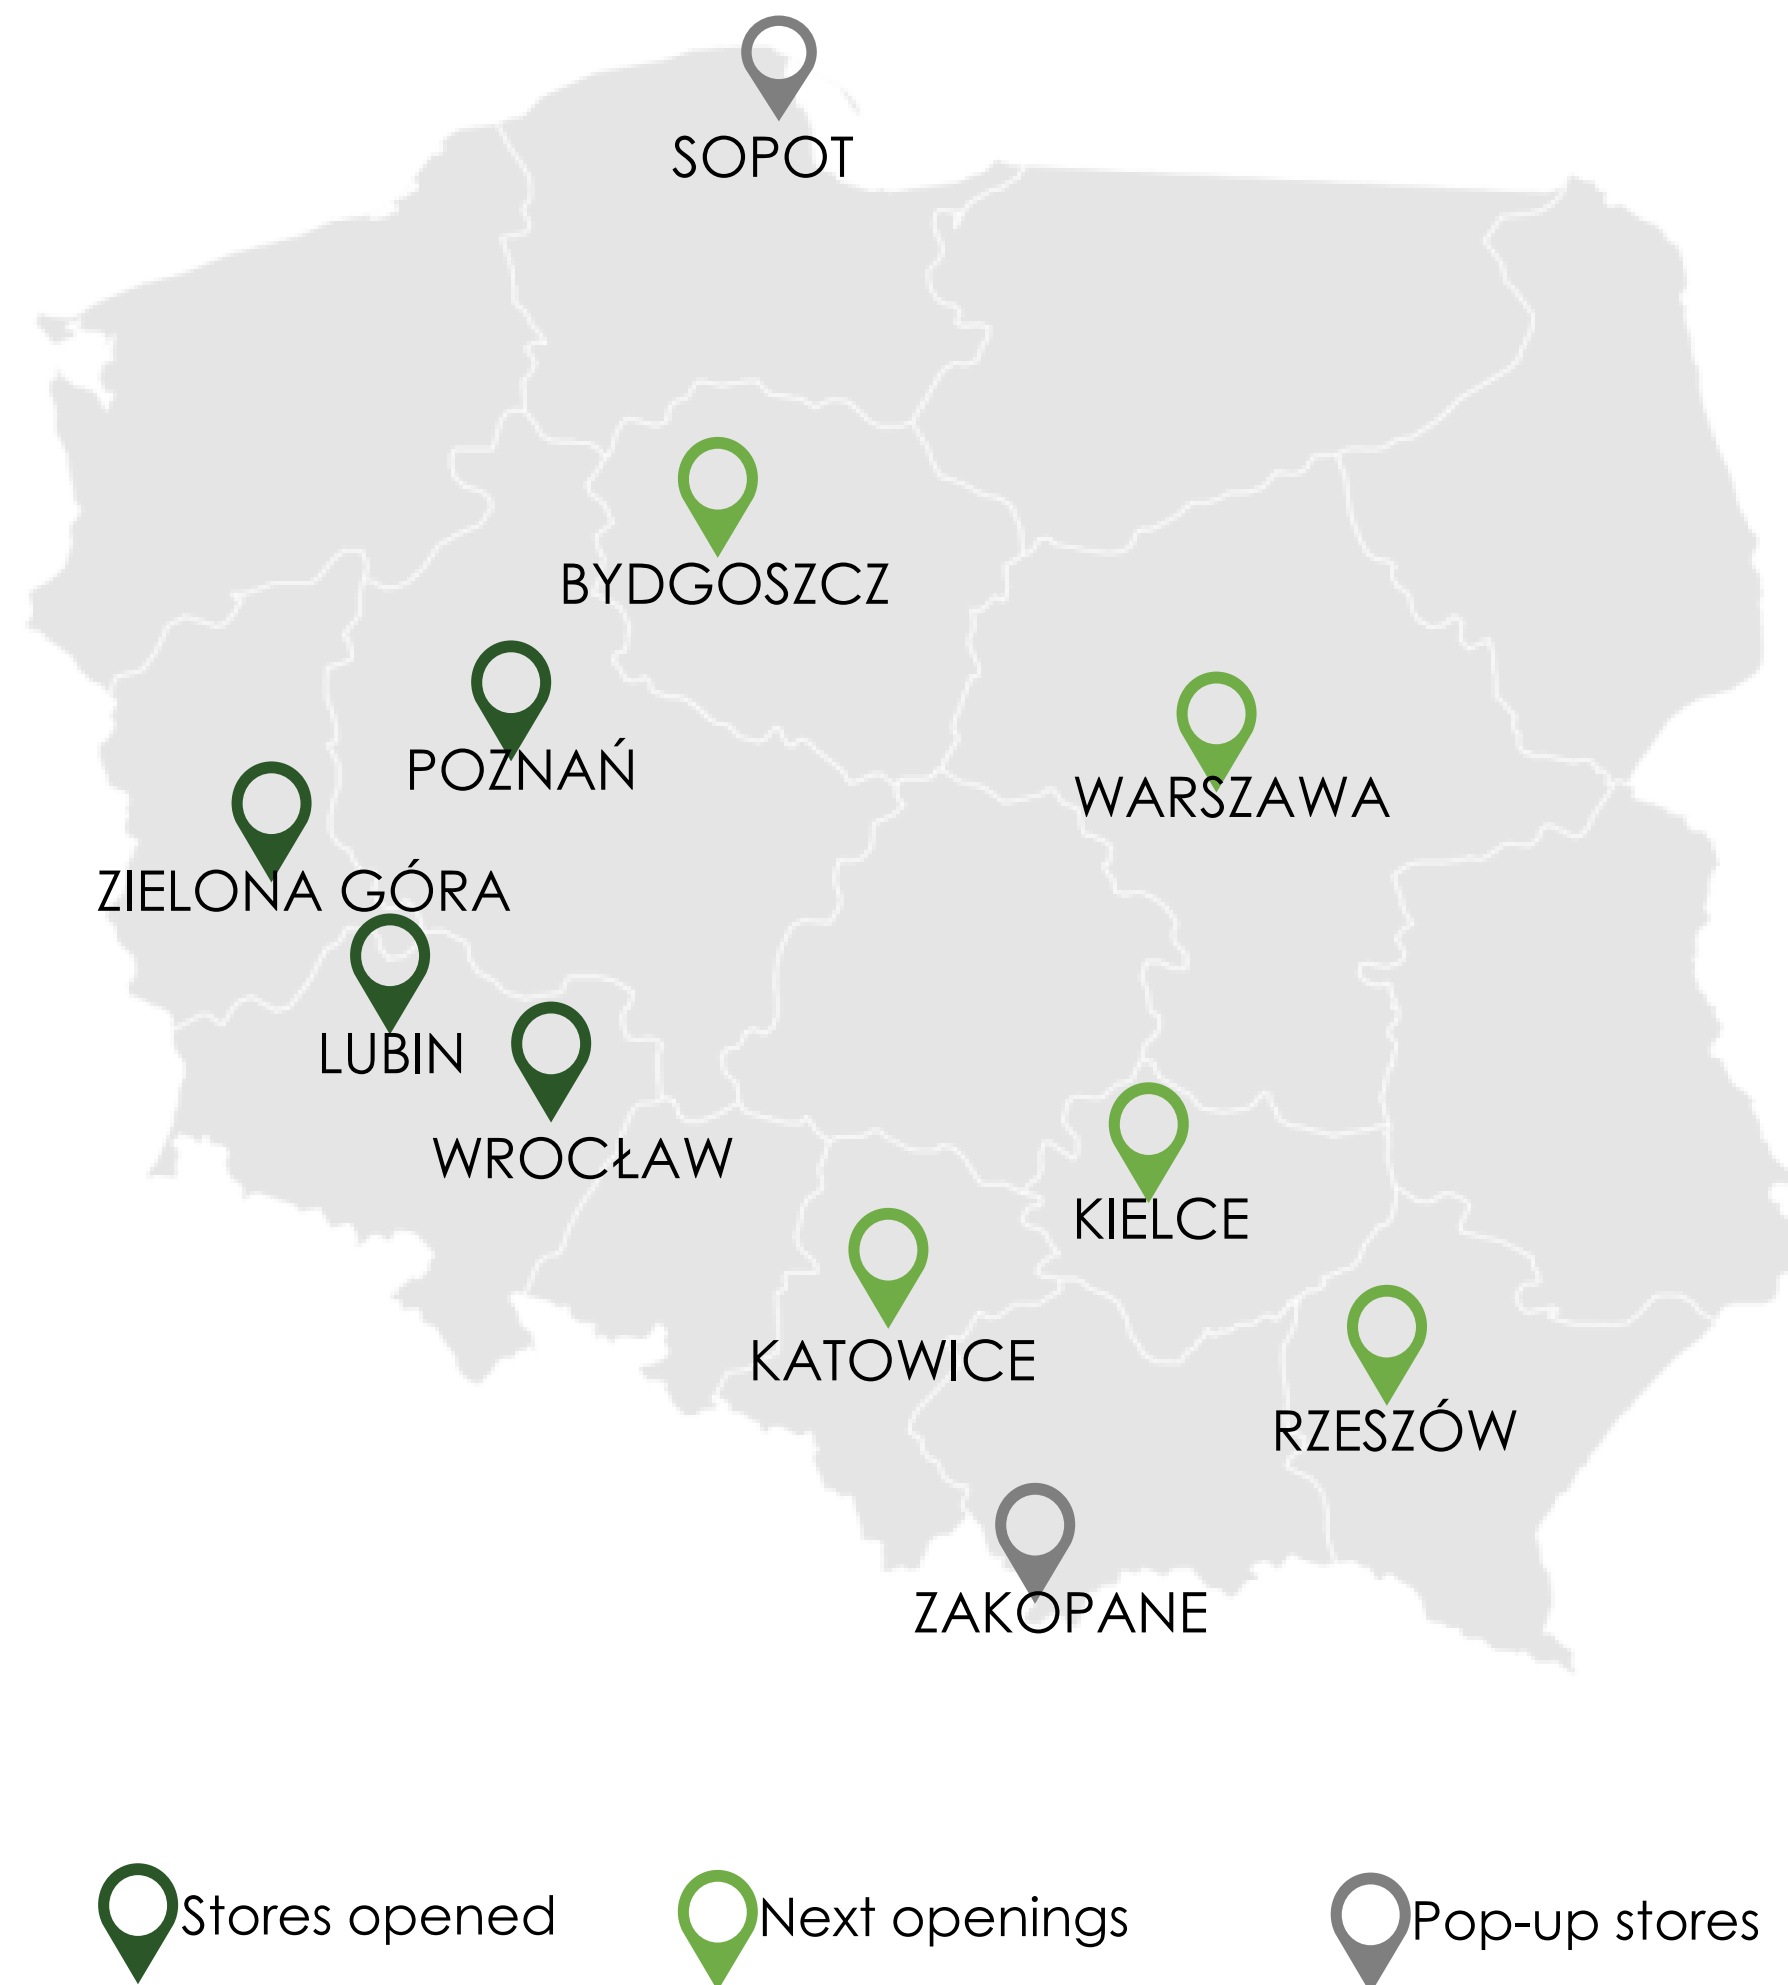 SOPOT
BYDGOSZCZ
POZNAŃ
WARSZAWA
ZIELONA GÓRA
LUBIN
WROCŁAW
KIELCE
KATOWICE
RZESZÓW
ZAKOPANE
Stores opened
Next openings
Pop-up stores